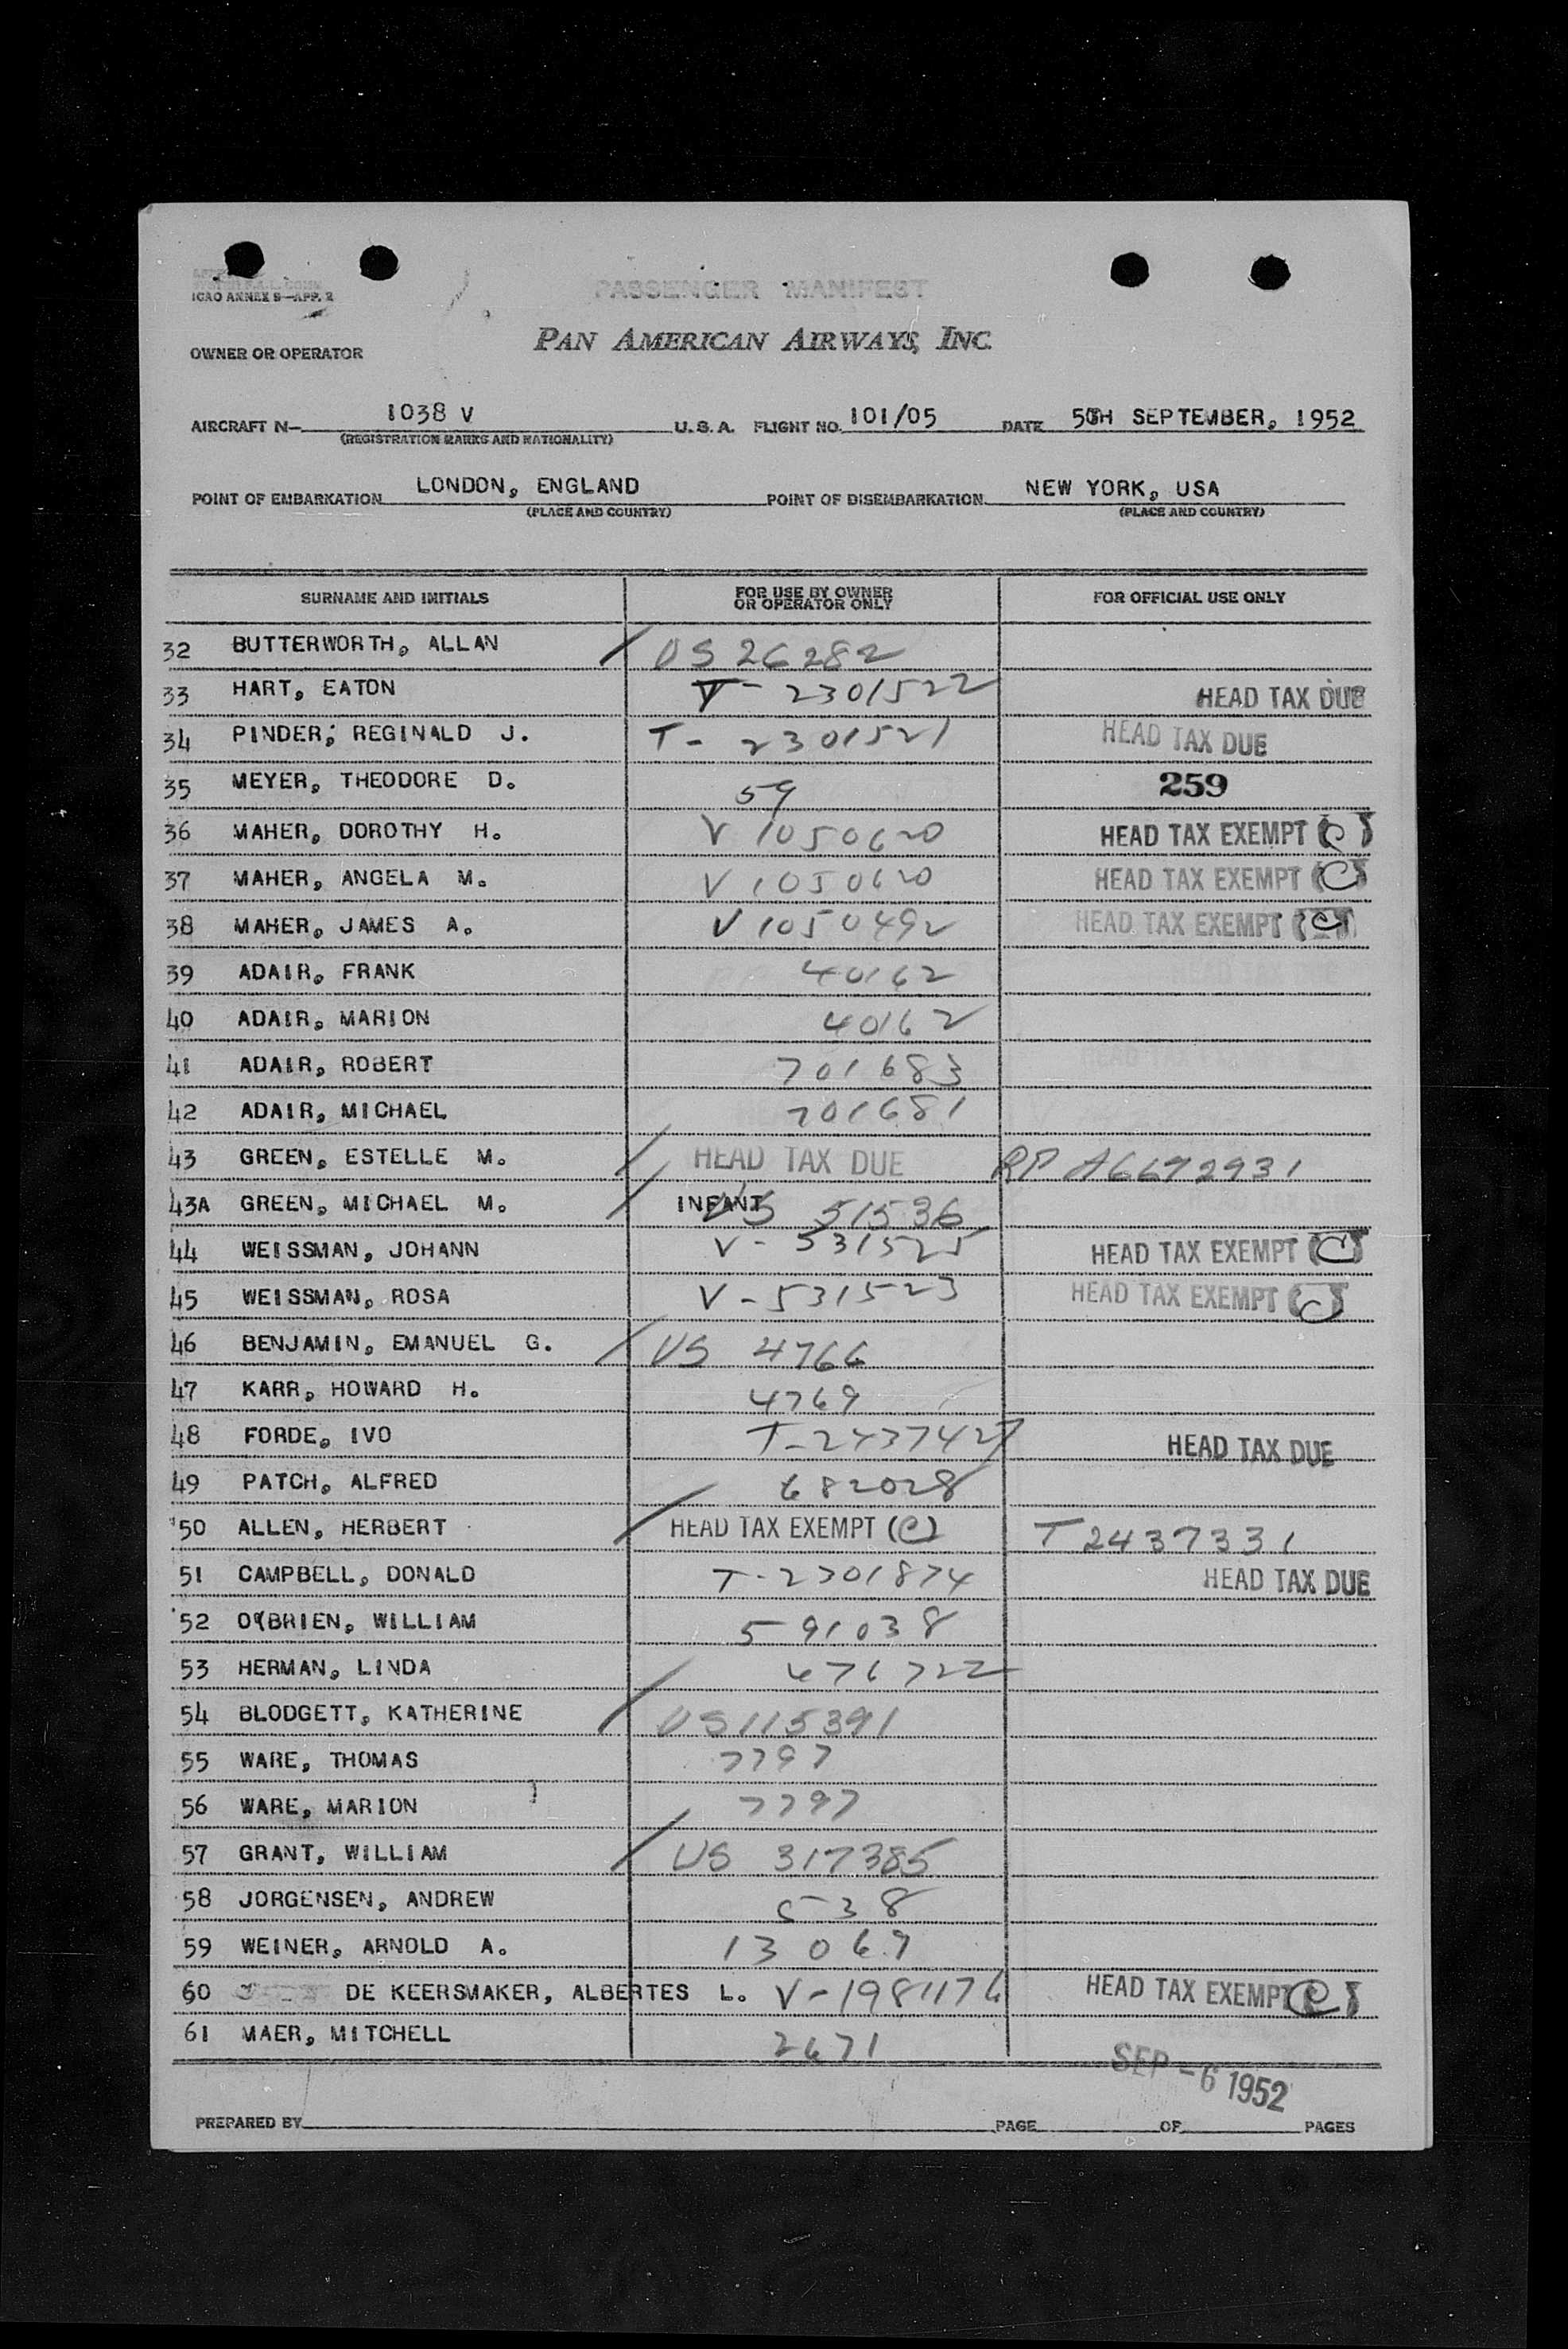 ICAO ANNEX 9—APP. 2
PASSENGER MANIFEST
OWNER OR OPERATOR PAN AMERICAN AIRWAYS, INC.
AIRCRAFT N— 1038 V U.S.A. FLIGHT NO. 101/05 DATE 5TH SEPTEMBER, 1952
(REGISTRATION MARKS AND NATIONALITY)
POINT OF EMBARKATION LONDON, ENGLAND POINT OF DISEMBARKATION NEW YORK, USA
(PLACE AND COUNTRY) (PLACE AND COUNTRY)
SURNAME AND INITIALS FOR USE BY OWNER OR OPERATOR ONLY FOR OFFICIAL USE ONLY
32 BUTTERWORTH, ALLAN / US 26282
33 HART, EATON T - 2301522 HEAD TAX DUE
34 PINDER, REGINALD J. T - 2301521 HEAD TAX DUE
35 MEYER, THEODORE D. 59 259
36 MAHER, DOROTHY H. V 1050620 HEAD TAX EXEMPT (C)
37 MAHER, ANGELA M. V 1050620 HEAD TAX EXEMPT (C)
38 MAHER, JAMES A. V 1050492 HEAD TAX EXEMPT (C)
39 ADAIR, FRANK 40162
40 ADAIR, MARION 40162
41 ADAIR, ROBERT 701683
42 ADAIR, MICHAEL 701681
43 GREEN, ESTELLE M. / HEAD TAX DUE RP A6692931
43A GREEN, MICHAEL M. / INFANT US 51536
44 WEISSMAN, JOHANN V - 531525 HEAD TAX EXEMPT (C)
45 WEISSMAN, ROSA V - 531523 HEAD TAX EXEMPT (C)
46 BENJAMIN, EMANUEL G. / US 4766
47 KARR, HOWARD H. 4769
48 FORDE, IVO T - 2437427 HEAD TAX DUE
49 PATCH, ALFRED 682028
50 ALLEN, HERBERT / HEAD TAX EXEMPT (C) T 2437331
51 CAMPBELL, DONALD T - 2301874 HEAD TAX DUE
52 O'BRIEN, WILLIAM 591038
53 HERMAN, LINDA 476722
54 BLODGETT, KATHERINE / US 115391
55 WARE, THOMAS 7797
56 WARE, MARION 7797
57 GRANT, WILLIAM / US 317385
58 JORGENSEN, ANDREW 538
59 WEINER, ARNOLD A. 13069
60 DE KEERSMAKER, ALBERTES L. V - 1981176 HEAD TAX EXEMPT (C)
61 MAER, MITCHELL 2671
SEP - 6 1952
PREPARED BY PAGE OF PAGES